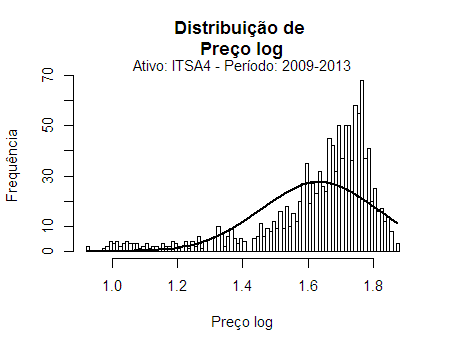 Distribuição de
Preço log
Ativo: ITSA4 - Período: 2009-2013
Frequência
70
50
30
10
0
1.0 1.2 1.4 1.6 1.8
Preço log